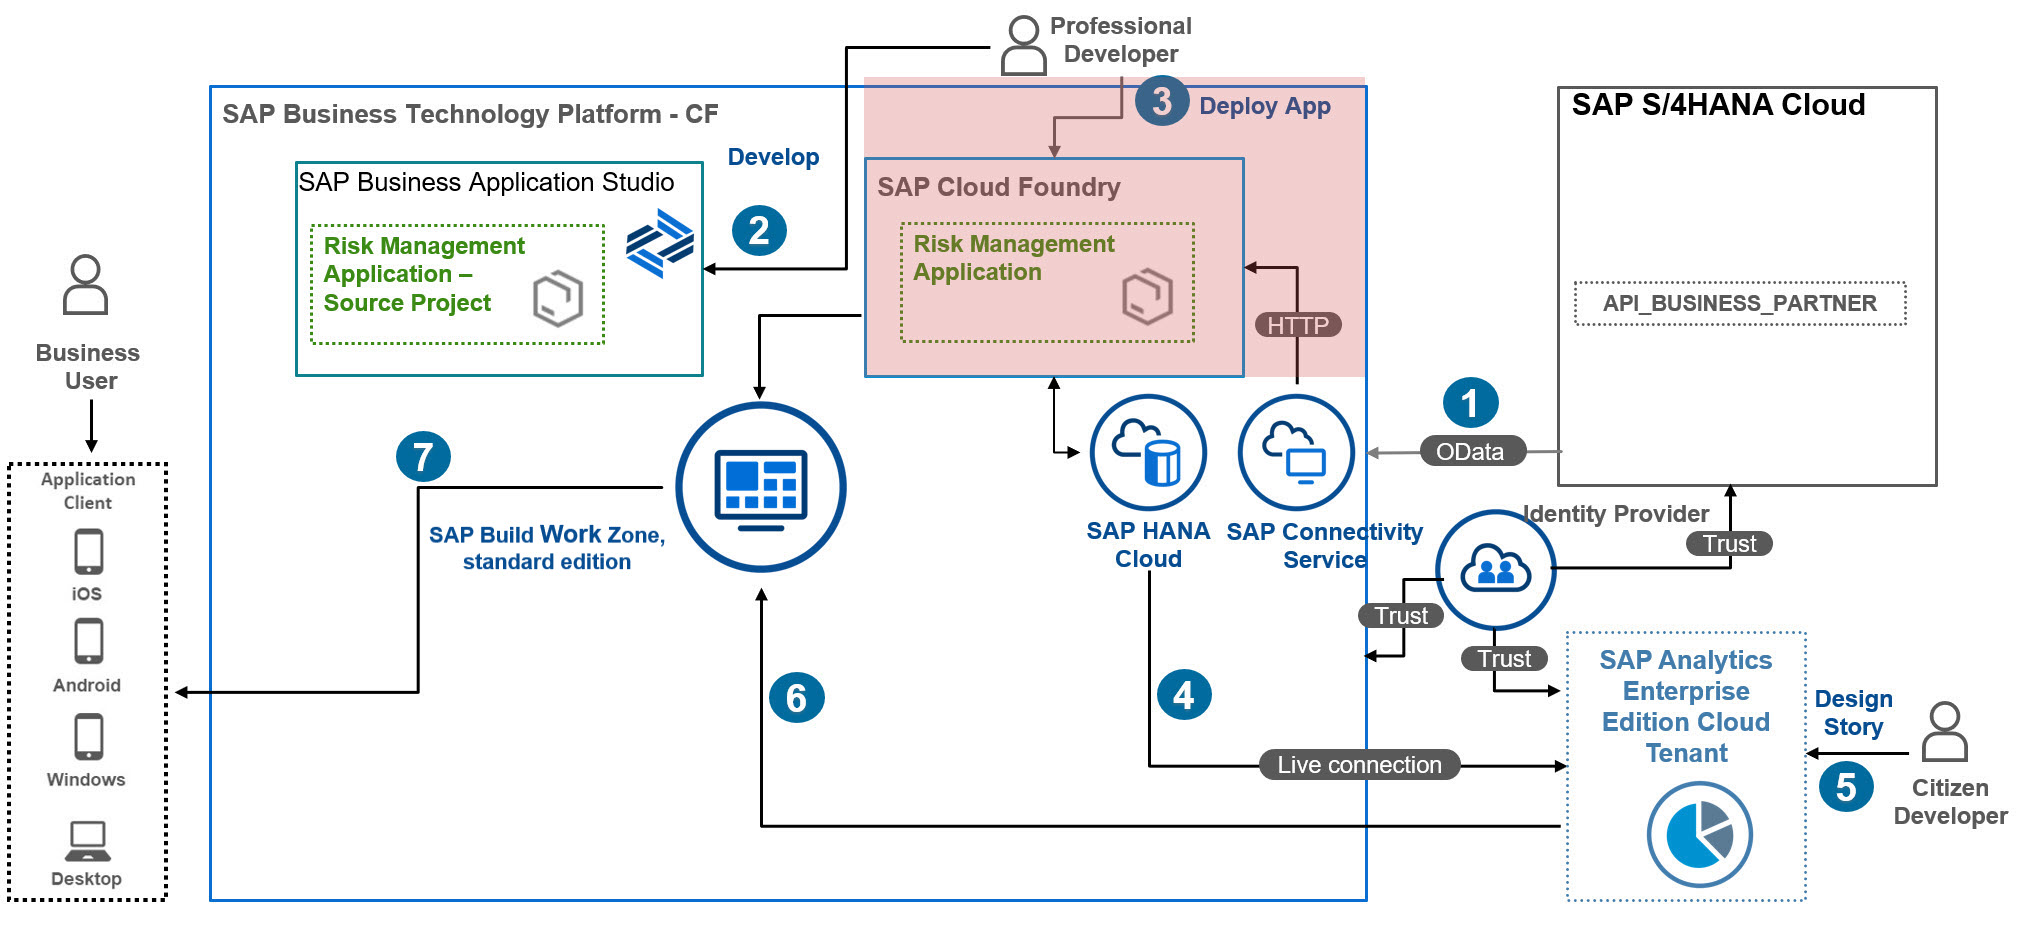 Professional
Developer
3
Deploy App
SAP Business Technology Platform - CF
Develop
SAP Business Application Studio
Risk Management
Application –
Source Project
2
SAP Cloud Foundry
Risk Management
Application
HTTP
SAP S/4HANA Cloud
API_BUSINESS_PARTNER
1
OData
Business
User
Application
Client
iOS
Android
Windows
Desktop
7
SAP Build Work Zone,
standard edition
SAP HANA
Cloud
SAP Connectivity
Service
Identity Provider
Trust
Trust
Trust
6
4
Live connection
SAP Analytics
Enterprise
Edition Cloud
Tenant
Design
Story
5
Citizen
Developer